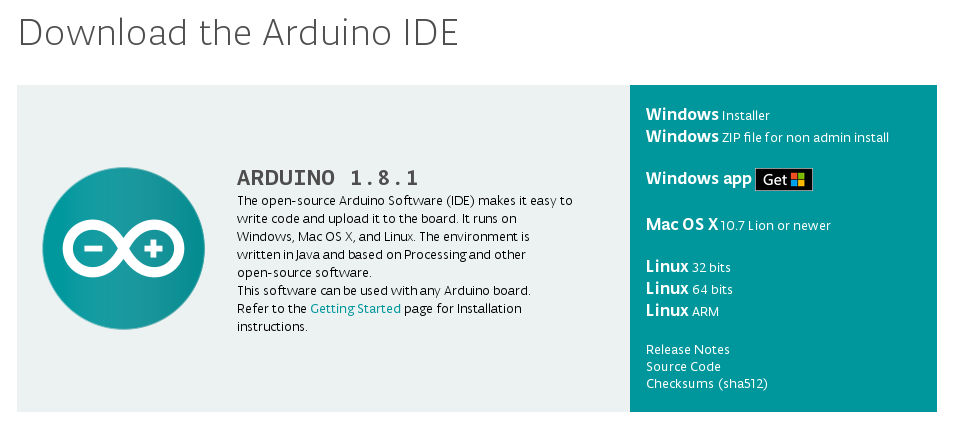 Download the Arduino IDE
ARDUINO 1.8.1
The open-source Arduino Software (IDE) makes it easy to
write code and upload it to the board. It runs on
Windows, Mac OS X, and Linux. The environment is
written in Java and based on Processing and other
open-source software.
This software can be used with any Arduino board.
Refer to the Getting Started page for Installation
instructions.
Windows Installer
Windows ZIP file for non admin install
Windows app Get
Mac OS X 10.7 Lion or newer
Linux 32 bits
Linux 64 bits
Linux ARM
Release Notes
Source Code
Checksums (sha512)